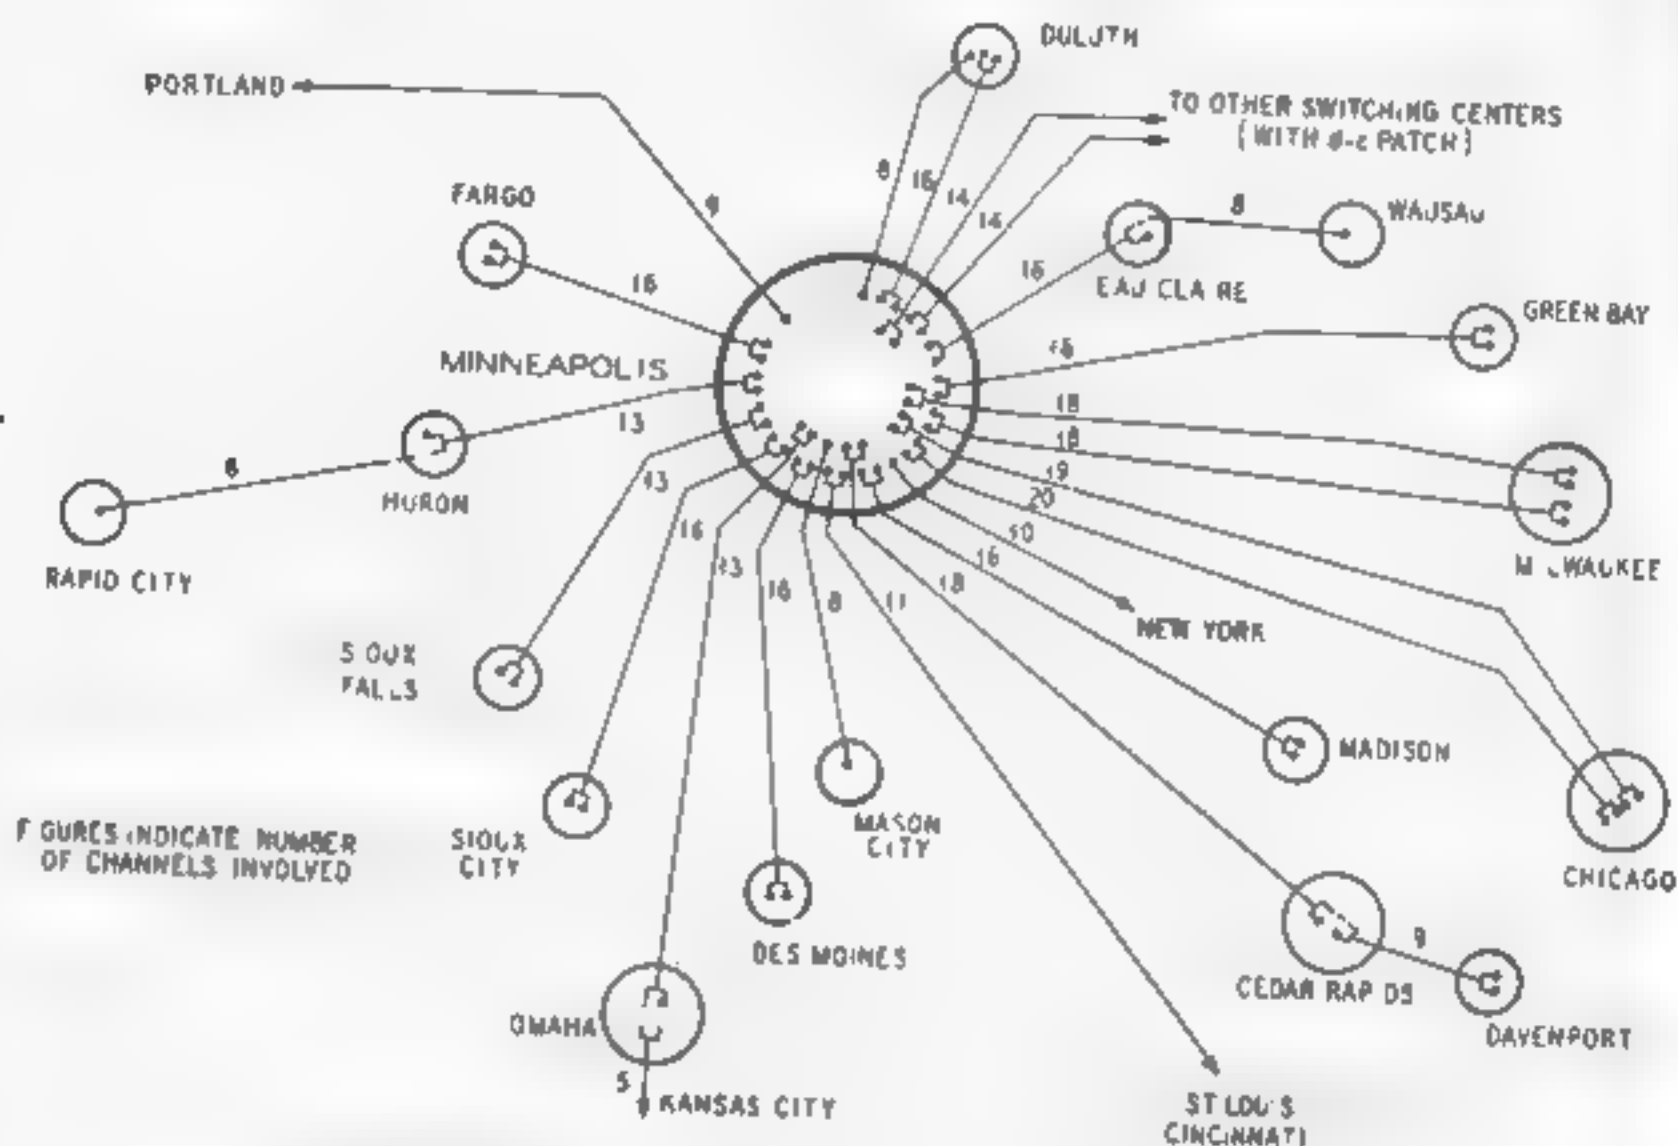 DULUTH
PORTLAND
TO OTHER SWITCHING CENTERS
(WITH d-c PATCH)
8
16
14
14
FARGO
9
8
WAUSAU
16
16
EAU CLAIRE
GREEN BAY
MINNEAPOLIS
16
18
13
18
8
HURON
13
19
20
RAPID CITY
16
10
MILWAUKEE
13
16
16
8
11
18
NEW YORK
SIOUX
FALLS
MADISON
FIGURES INDICATE NUMBER
OF CHANNELS INVOLVED
SIOUX
CITY
MASON
CITY
CHICAGO
DES MOINES
9
CEDAR RAPIDS
OMAHA
DAVENPORT
5
KANSAS CITY
ST LOUIS
CINCINNATI